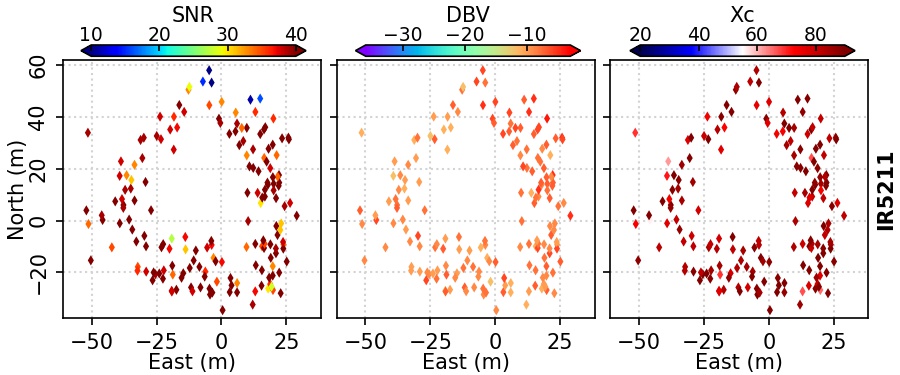 SNR DBV Xc
10 20 30 40 −30 −20 −10 20 40 60 80
60
40
20
0
−20
North (m)
IR5211
−50 −25 0 25 −50 −25 0 25 −50 −25 0 25
East (m) East (m) East (m)